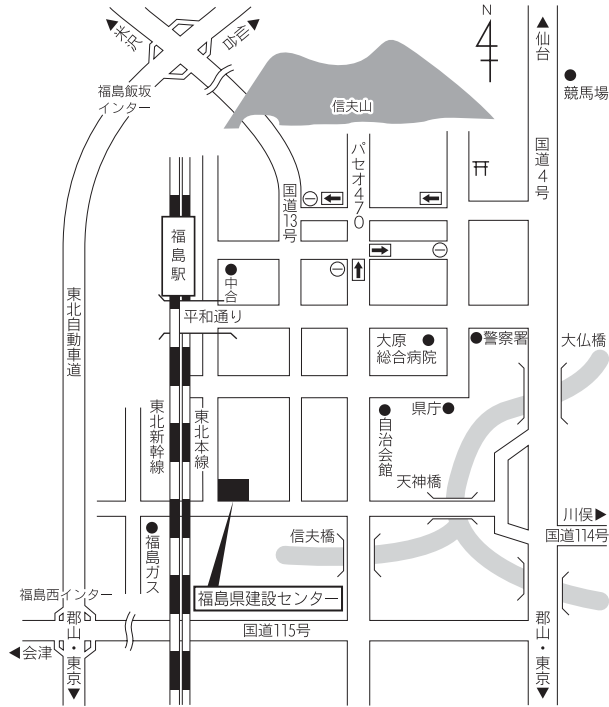 N
米沢
仙台
仙台
競馬場
福島飯坂
インター
信夫山
国道4号
パセオ470
国道13号
福島駅
中合
平和通り
東北自動車道
大原
総合病院
警察署
大仏橋
県庁
自治会館
東北新幹線
東北本線
天神橋
川俣
国道114号
信夫橋
福島ガス
福島県建設センター
福島西インター
国道115号
会津
郡山・東京
郡山・東京